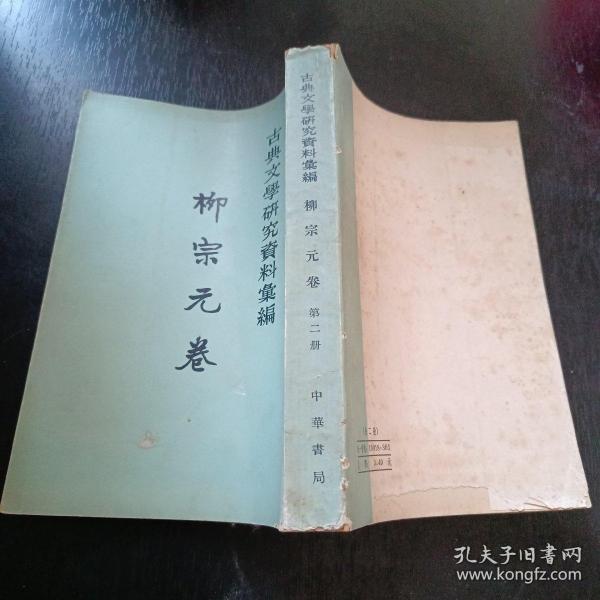 古典文學研究資料彙編
柳宗元卷
古典文學研究資料彙編
柳宗元卷
第二册
中華書局
二册)
孔夫子旧书网
www.kongfz.com